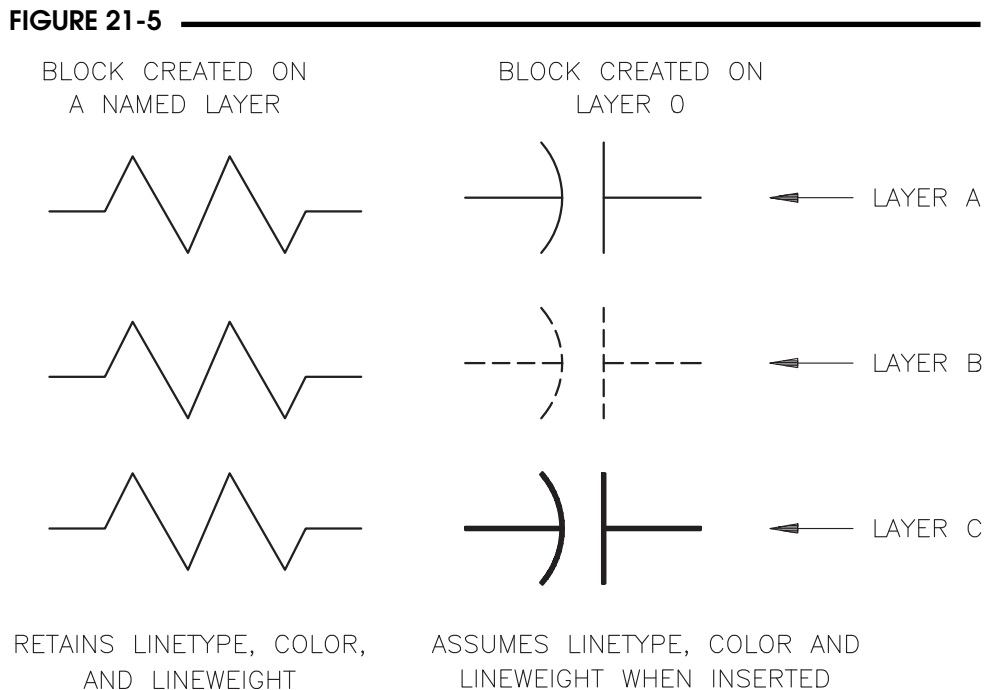 FIGURE 21-5
BLOCK CREATED ON
A NAMED LAYER
BLOCK CREATED ON
LAYER 0
LAYER A
LAYER B
LAYER C
RETAINS LINETYPE, COLOR,
AND LINEWEIGHT
ASSUMES LINETYPE, COLOR AND
LINEWEIGHT WHEN INSERTED